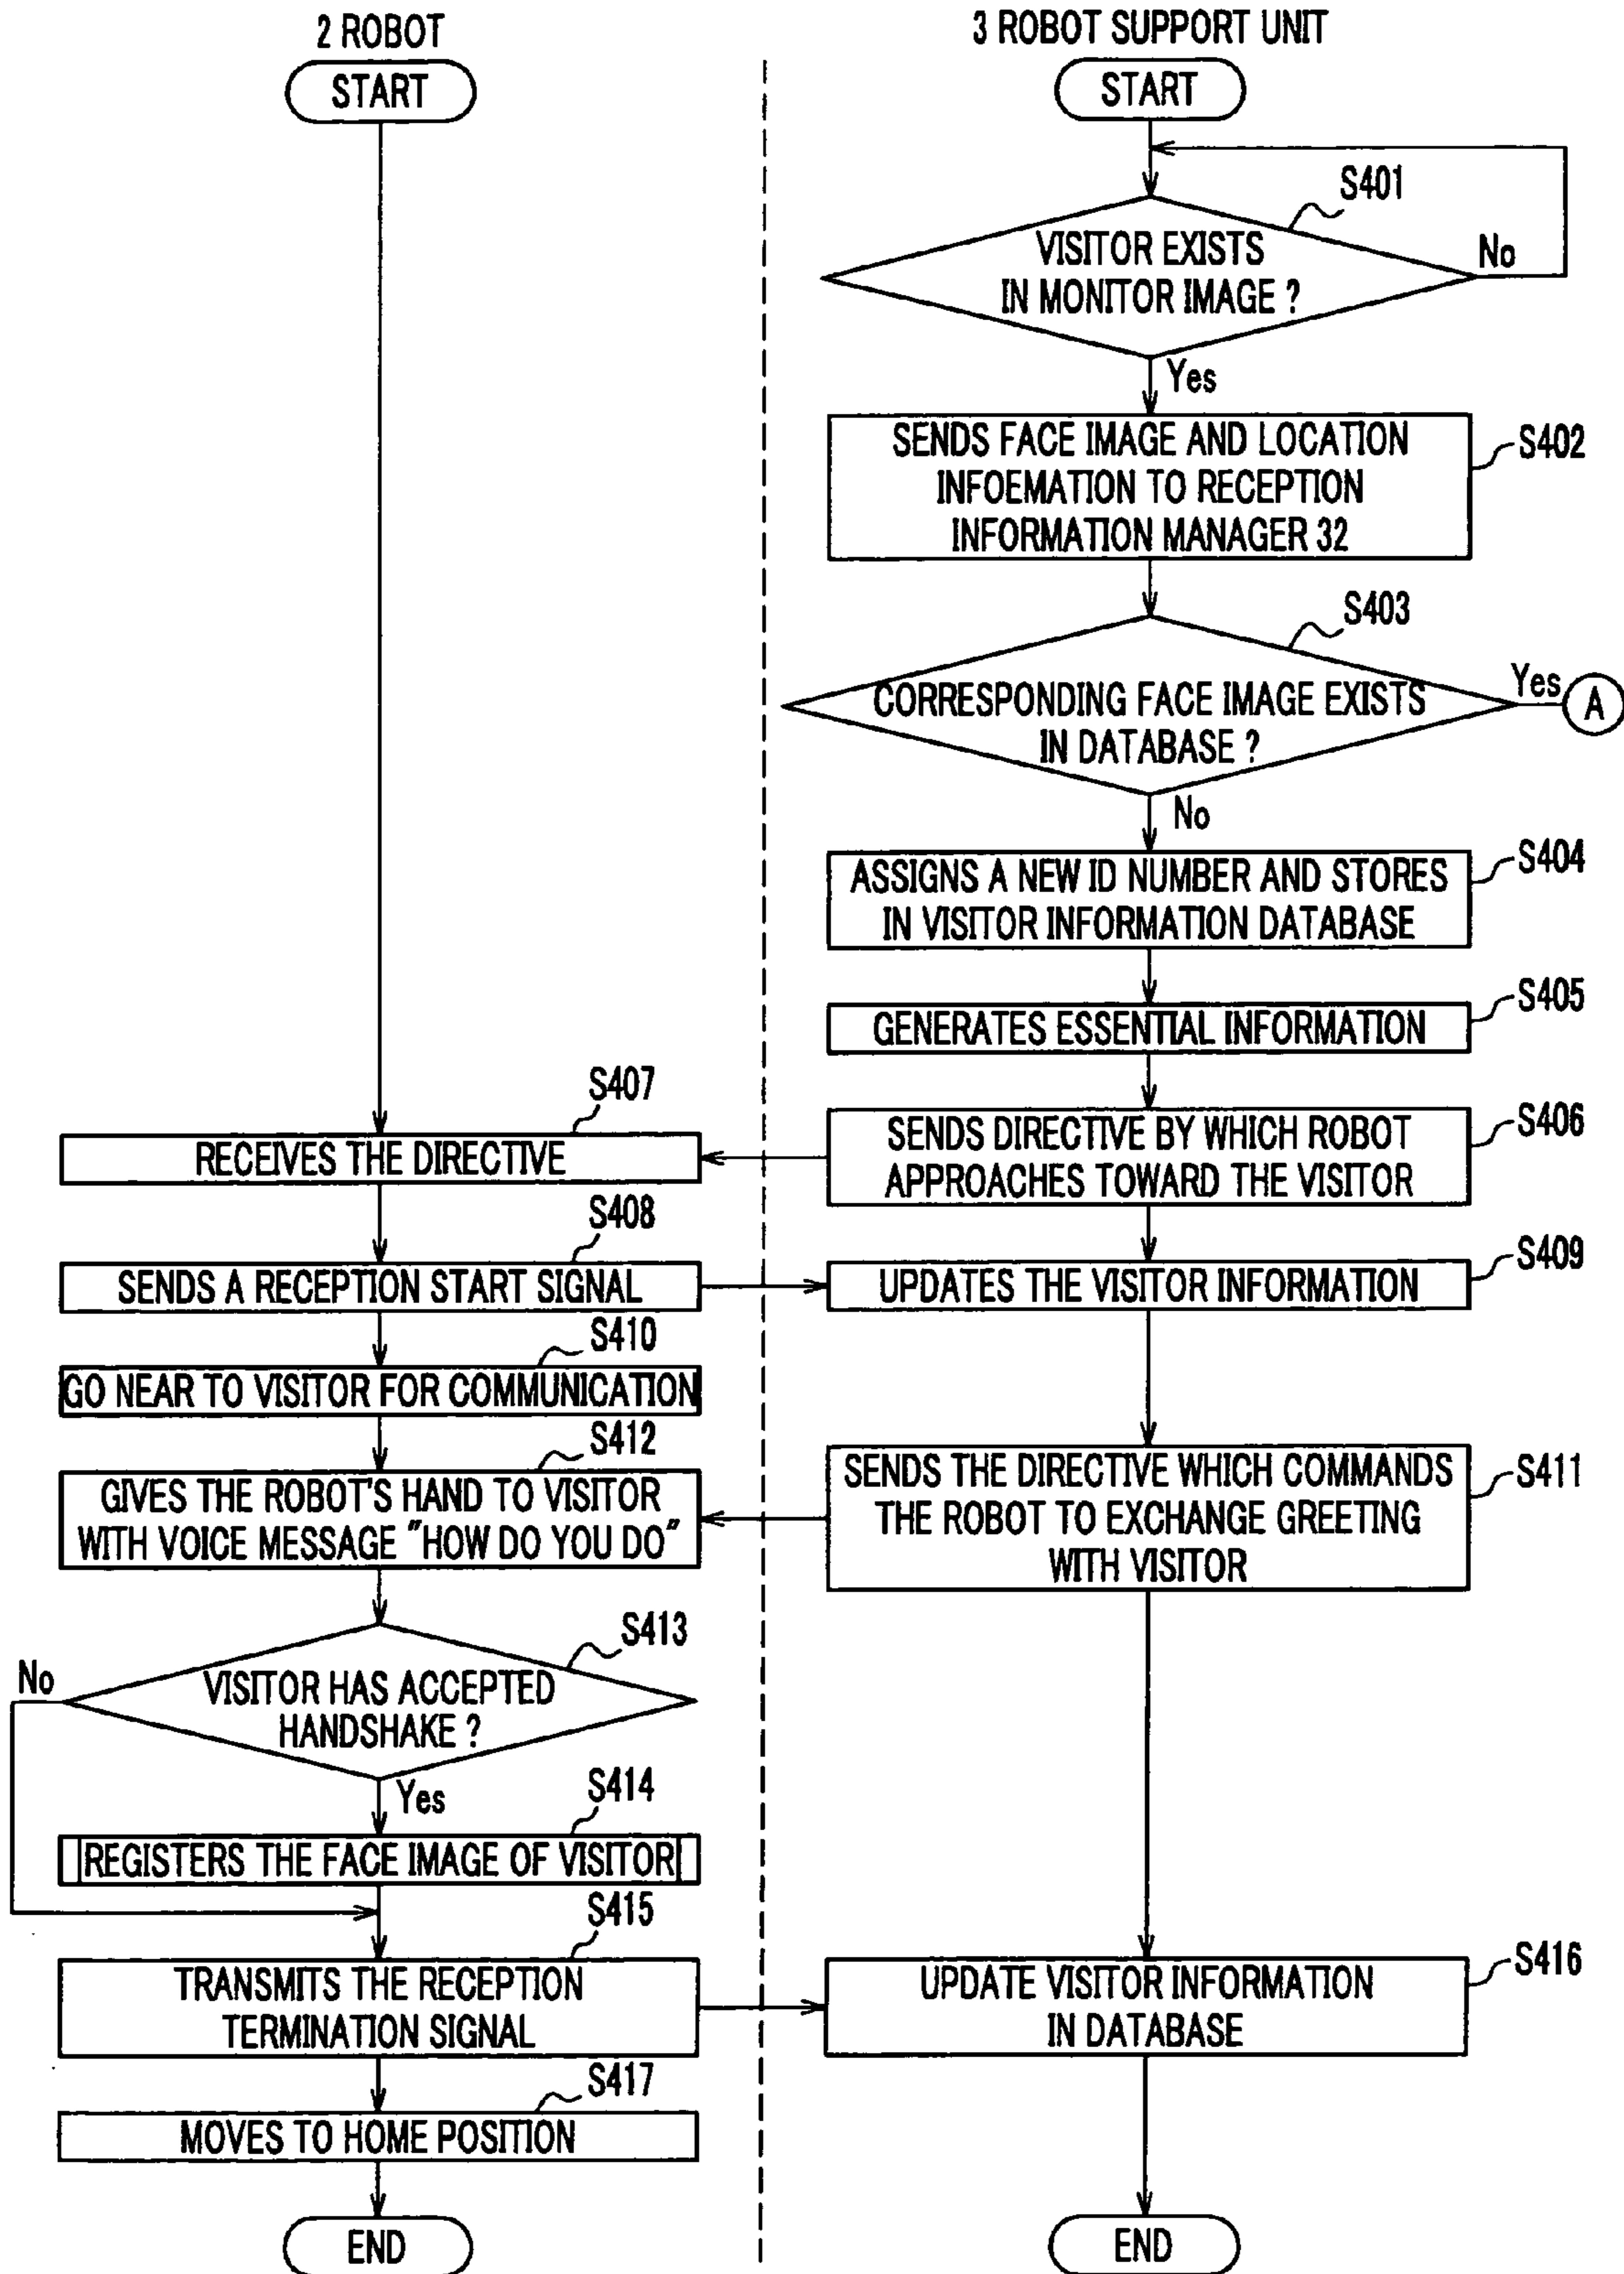 2 ROBOT
START
3 ROBOT SUPPORT UNIT
START
S401
VISITOR EXISTS
IN MONITOR IMAGE ?
No
Yes
SENDS FACE IMAGE AND LOCATION
INFOEMATION TO RECEPTION
INFORMATION MANAGER 32
S402
S403
CORRESPONDING FACE IMAGE EXISTS
IN DATABASE ?
Yes
A
No
ASSIGNS A NEW ID NUMBER AND STORES
IN VISITOR INFORMATION DATABASE
S404
GENERATES ESSENTIAL INFORMATION
S405
SENDS DIRECTIVE BY WHICH ROBOT
APPROACHES TOWARD THE VISITOR
S406
S407
RECEIVES THE DIRECTIVE
S408
SENDS A RECEPTION START SIGNAL
UPDATES THE VISITOR INFORMATION
S409
S410
GO NEAR TO VISITOR FOR COMMUNICATION
SENDS THE DIRECTIVE WHICH COMMANDS
THE ROBOT TO EXCHANGE GREETING
WITH VISITOR
S411
S412
GIVES THE ROBOT'S HAND TO VISITOR
WITH VOICE MESSAGE "HOW DO YOU DO"
S413
VISITOR HAS ACCEPTED
HANDSHAKE ?
No
Yes
S414
REGISTERS THE FACE IMAGE OF VISITOR
S415
TRANSMITS THE RECEPTION
TERMINATION SIGNAL
UPDATE VISITOR INFORMATION
IN DATABASE
S416
S417
MOVES TO HOME POSITION
END
END